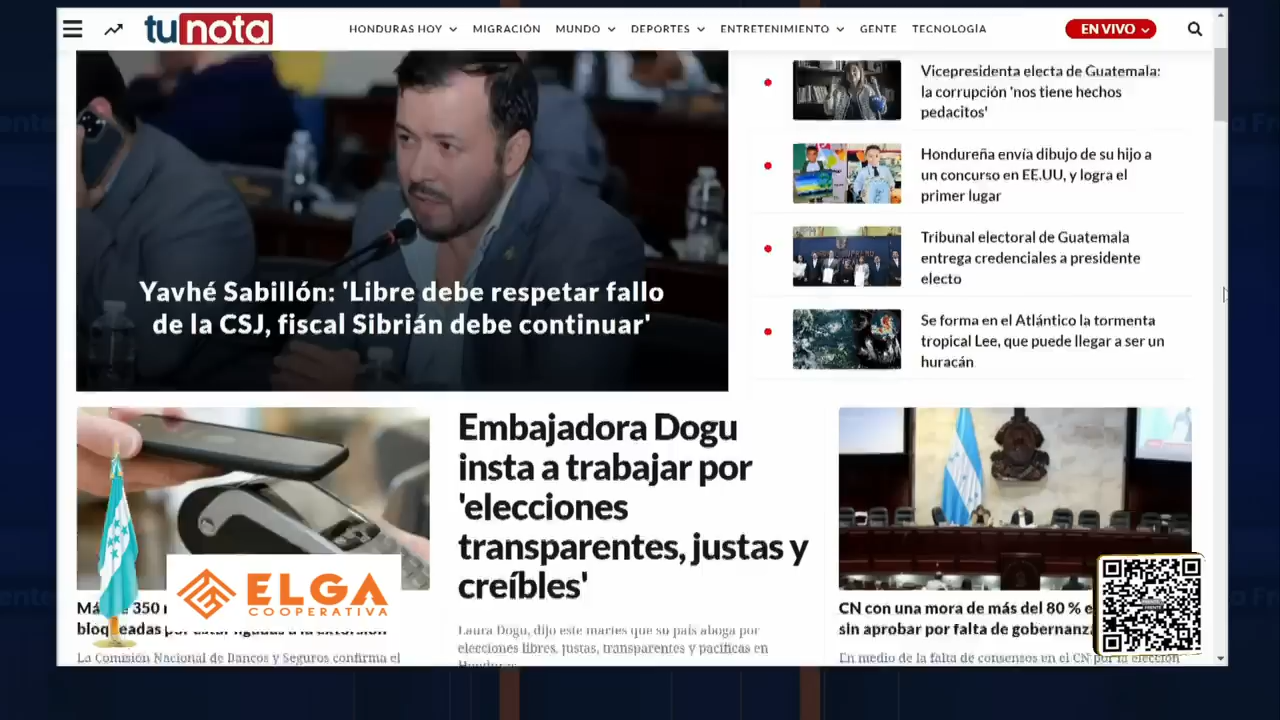 tunota
HONDURAS HOY
MIGRACIÓN
MUNDO
DEPORTES
ENTRETENIMIENTO
GENTE
TECNOLOGÍA
EN VIVO
Yavhé Sabillón: 'Libre debe respetar fallo
de la CSJ, fiscal Sibrián debe continuar'
Vicepresidenta electa de Guatemala:
la corrupción 'nos tiene hechos
pedacitos'
Hondureña envía dibujo de su hijo a
un concurso en EE.UU, y logra el
primer lugar
Tribunal electoral de Guatemala
entrega credenciales a presidente
electo
Se forma en el Atlántico la tormenta
tropical Lee, que puede llegar a ser un
huracán
ELGA
COOPERATIVA
350
por estar ligadas a la extorsión
La Comisión Nacional de Bancos y Seguros confirma el
Embajadora Dogu
insta a trabajar por
'elecciones
transparentes, justas y
creíbles'
Laura Dogu, dijo este martes que su país aboga por
elecciones libres, justas, transparentes y pacíficas en
Honduras
CN con una mora de más del 80 % e
sin aprobar por falta de gobernanza
En medio de la falta de consensos en el CN por la elección